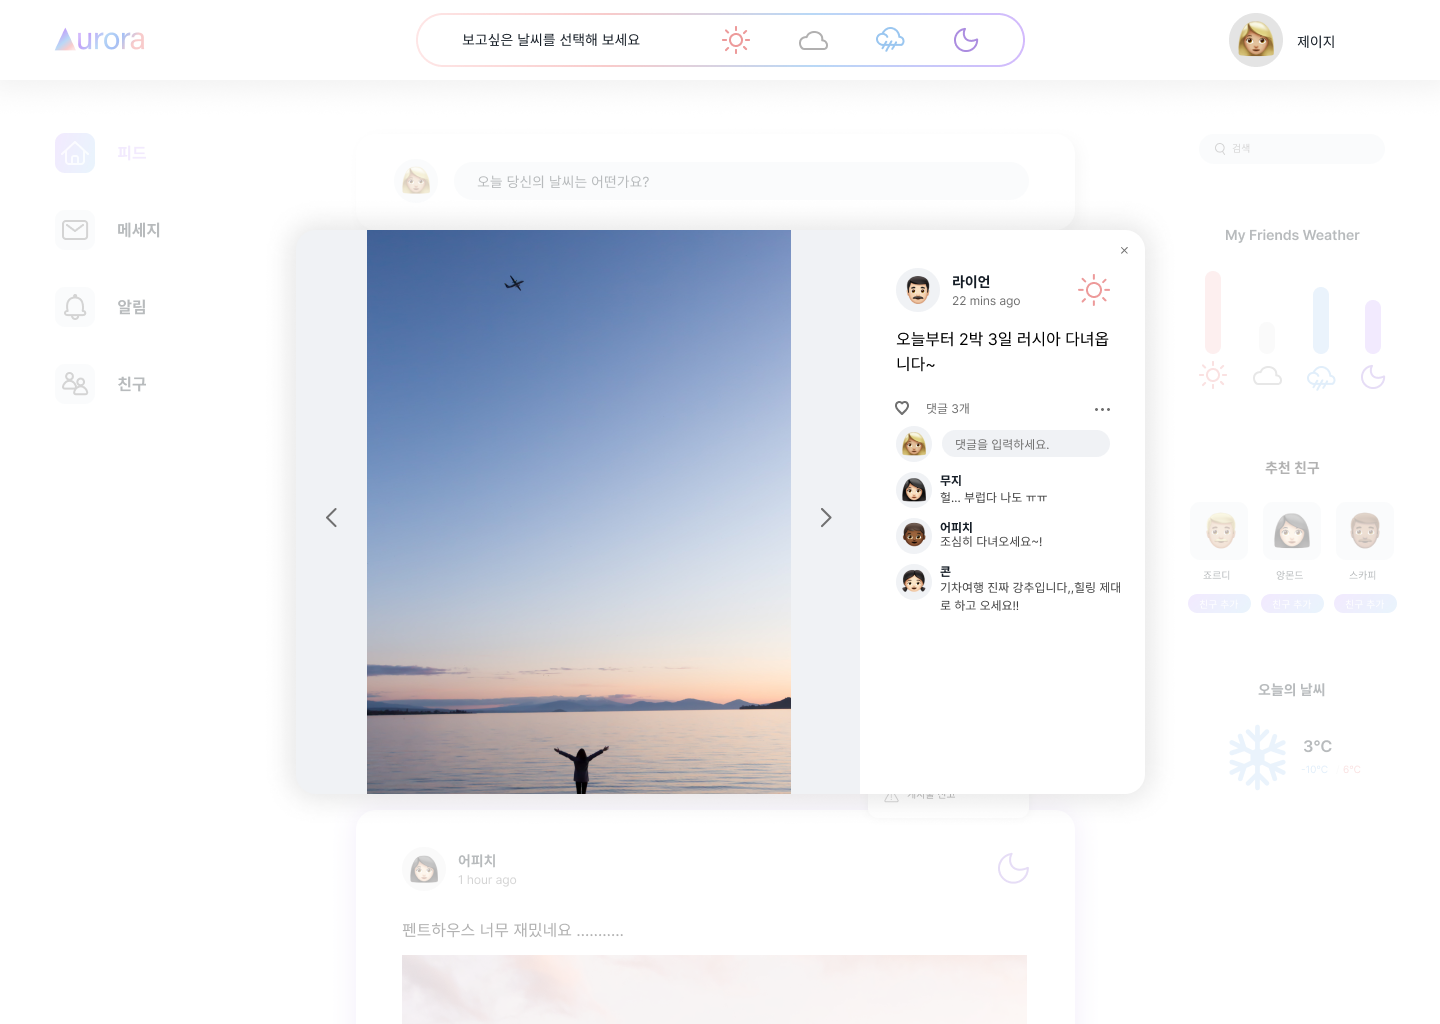 Aurora
보고싶은 날씨를 선택해 보세요
제이지
피드
메세지
알림
친구
오늘 당신의 날씨는 어떤가요?
라이언
22 mins ago
오늘부터 2박 3일 러시아 다녀옵
니다~
댓글 3개
댓글을 입력하세요.
무지
헐... 부럽다 나도 ㅠㅠ
어피치
조심히 다녀오세요~!
콘
기차여행 진짜 강추입니다,,힐링 제대
로 하고 오세요!!
어피치
1 hour ago
펜트하우스 너무 재밌네요 ...........
검색
My Friends Weather
추천 친구
죠르디
앙몬드
스카피
친구 추가
친구 추가
친구 추가
오늘의 날씨
3°C
-10°C
6°C